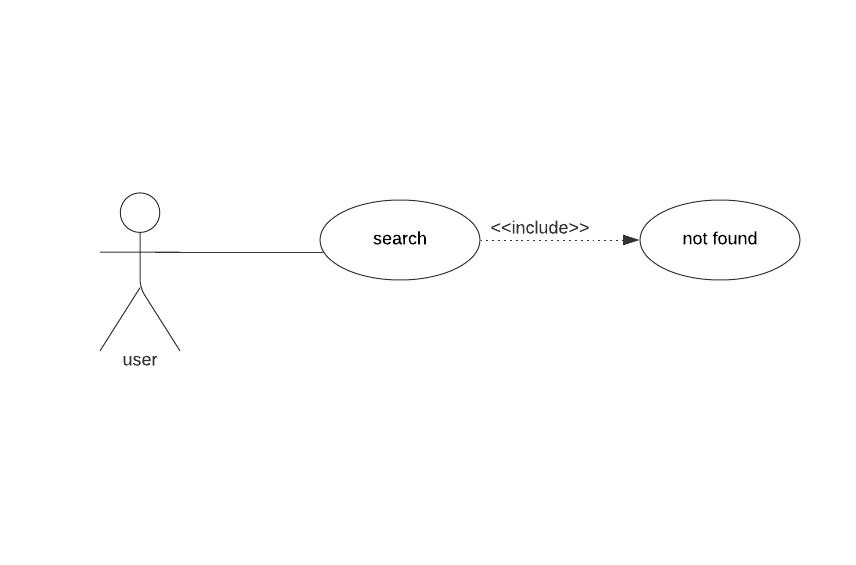 search
<<include>>
not found
user